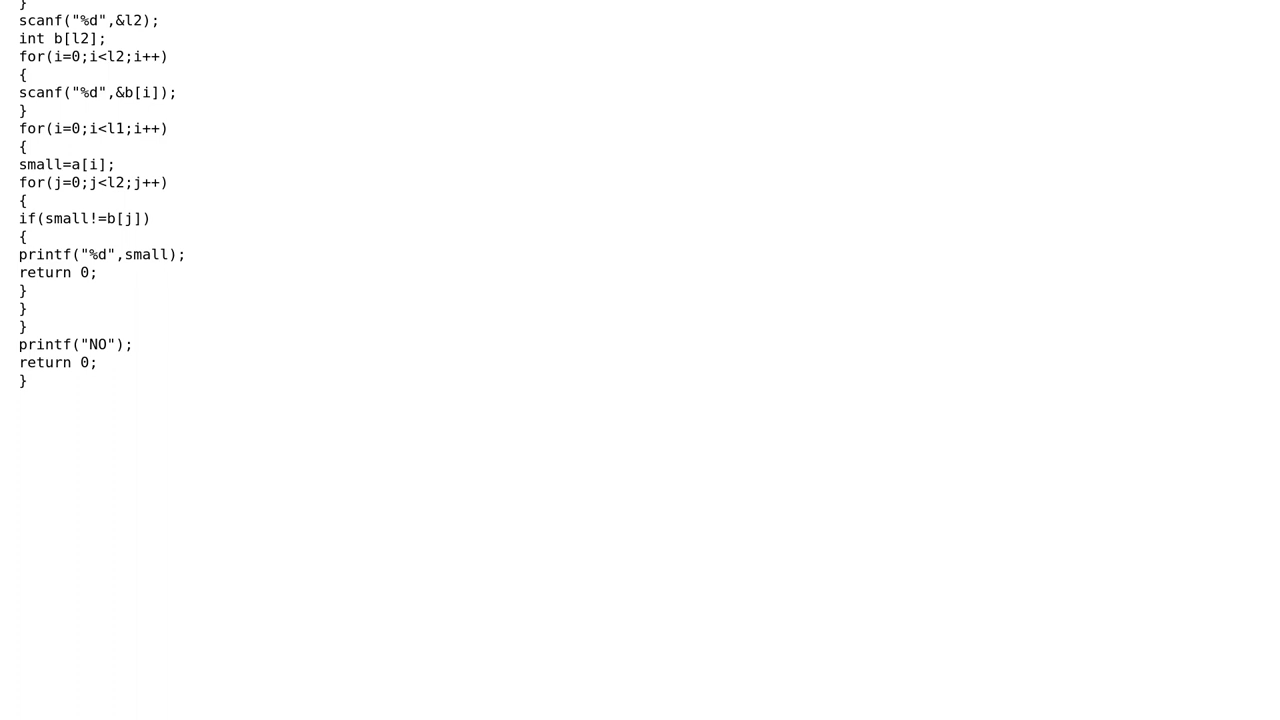 }
scanf("%d",&l2);
int b[l2];
for(i=0;i<l2;i++)
{
scanf("%d",&b[i]);
}
for(i=0;i<l1;i++)
{
small=a[i];
for(j=0;j<l2;j++)
{
if(small!=b[j])
{
printf("%d",small);
return 0;
}
}
}
printf("NO");
return 0;
}